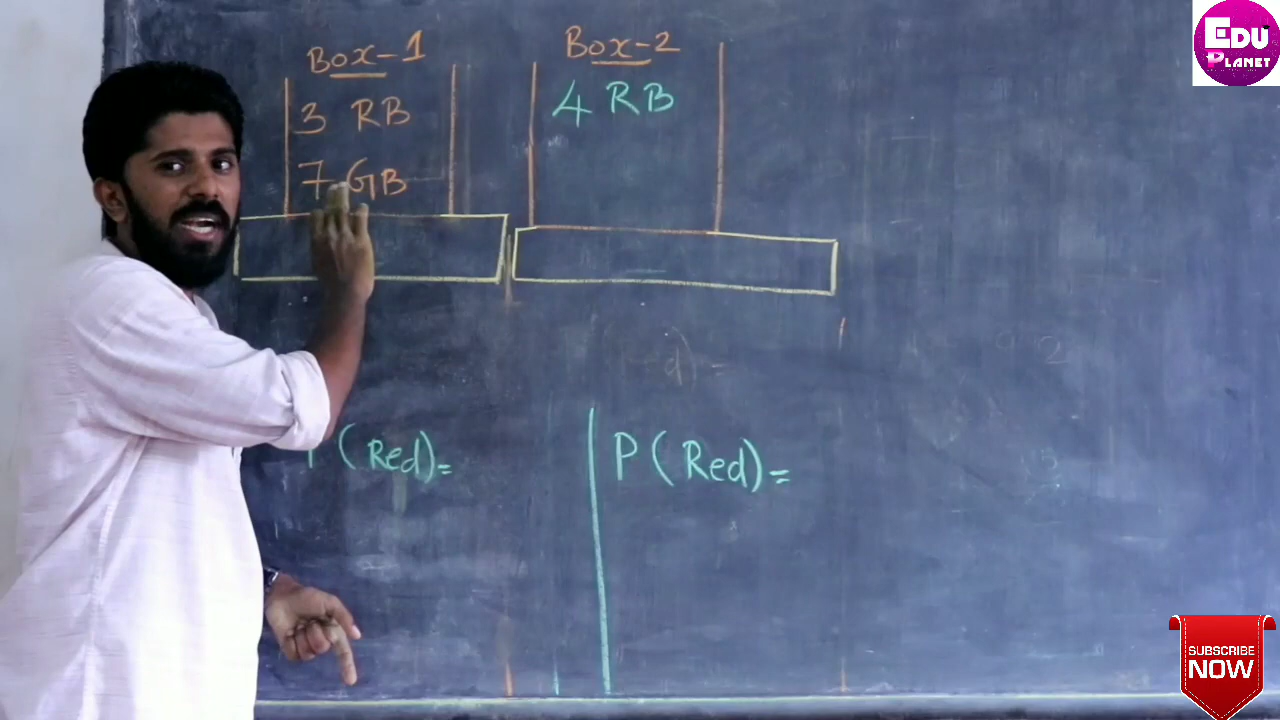 Box-1
3 RB
7 GB
Box-2
4 RB
(Red)=
P(Red)=
EDU
PLANET
SUBSCRIBE
NOW